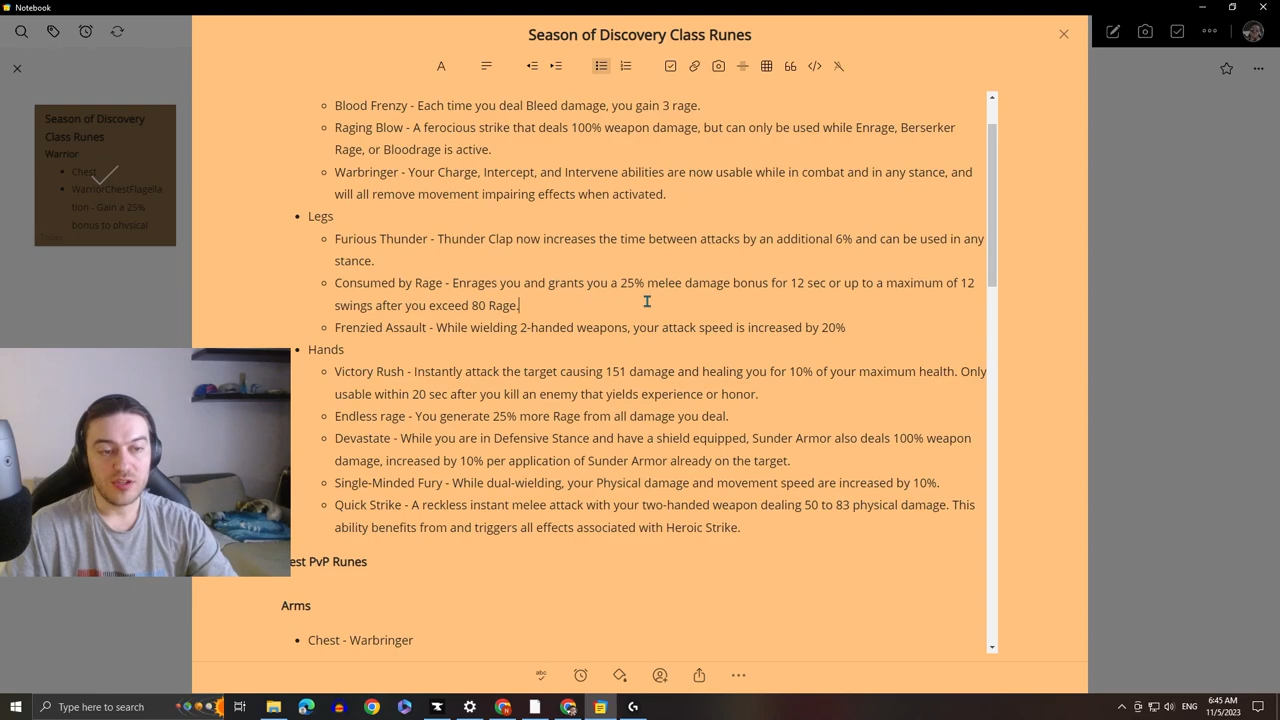 Notebook
Season of Discovery Class Runes
A
Season of Discovery
Class Runes
Warrior
• Chest
• WarriorChestFlagella
tion - Gain a 25%
bonus to physical
◦ Blood Frenzy - Each time you deal Bleed damage, you gain 3 rage.
◦ Raging Blow - A ferocious strike that deals 100% weapon damage, but can only be used while Enrage, Berserker
Rage, or Bloodrage is active.
◦ Warbringer - Your Charge, Intercept, and Intervene abilities are now usable while in combat and in any stance, and
will all remove movement impairing effects when activated.
• Legs
◦ Furious Thunder - Thunder Clap now increases the time between attacks by an additional 6% and can be used in any
stance.
◦ Consumed by Rage - Enrages you and grants you a 25% melee damage bonus for 12 sec or up to a maximum of 12
swings after you exceed 80 Rage.
◦ Frenzied Assault - While wielding 2-handed weapons, your attack speed is increased by 20%
• Hands
◦ Victory Rush - Instantly attack the target causing 151 damage and healing you for 10% of your maximum health. Only
usable within 20 sec after you kill an enemy that yields experience or honor.
◦ Endless rage - You generate 25% more Rage from all damage you deal.
◦ Devastate - While you are in Defensive Stance and have a shield equipped, Sunder Armor also deals 100% weapon
damage, increased by 10% per application of Sunder Armor already on the target.
◦ Single-Minded Fury - While dual-wielding, your Physical damage and movement speed are increased by 10%.
◦ Quick Strike - A reckless instant melee attack with your two-handed weapon dealing 50 to 83 physical damage. This
ability benefits from and triggers all effects associated with Heroic Strike.
est PvP Runes
Arms
• Chest - Warbringer
abc
Type here to search
6:45 AM
11/5/2023